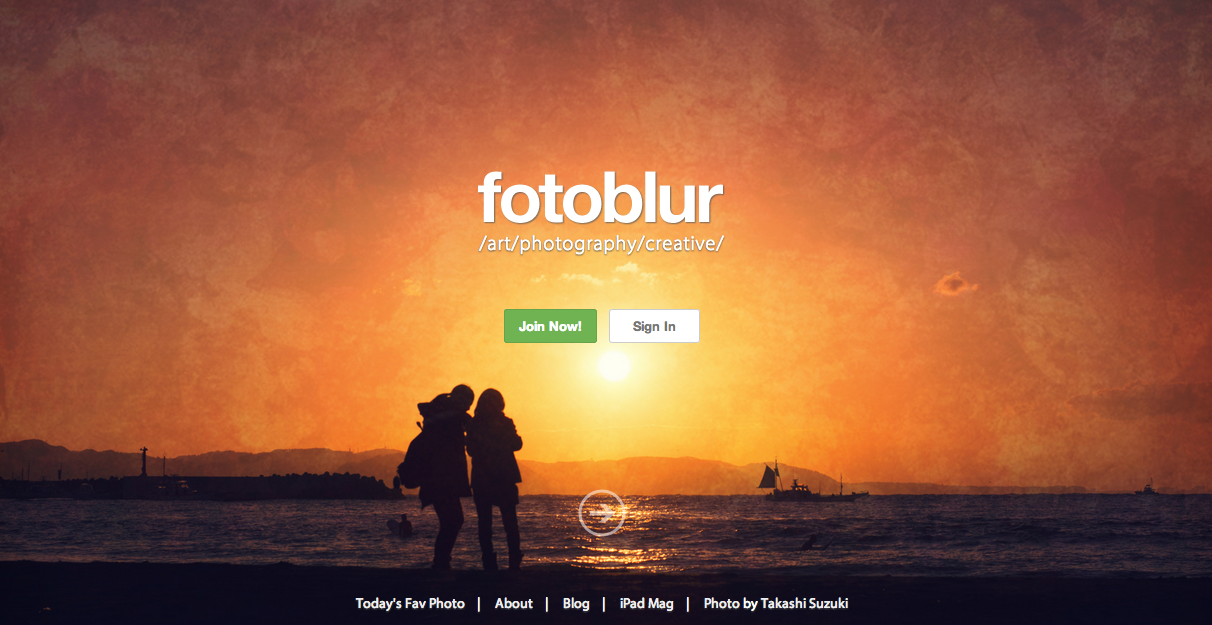 fotoblur
/art/photography/creative/
Join Now! Sign In
Today's Fav Photo | About | Blog | iPad Mag | Photo by Takashi Suzuki